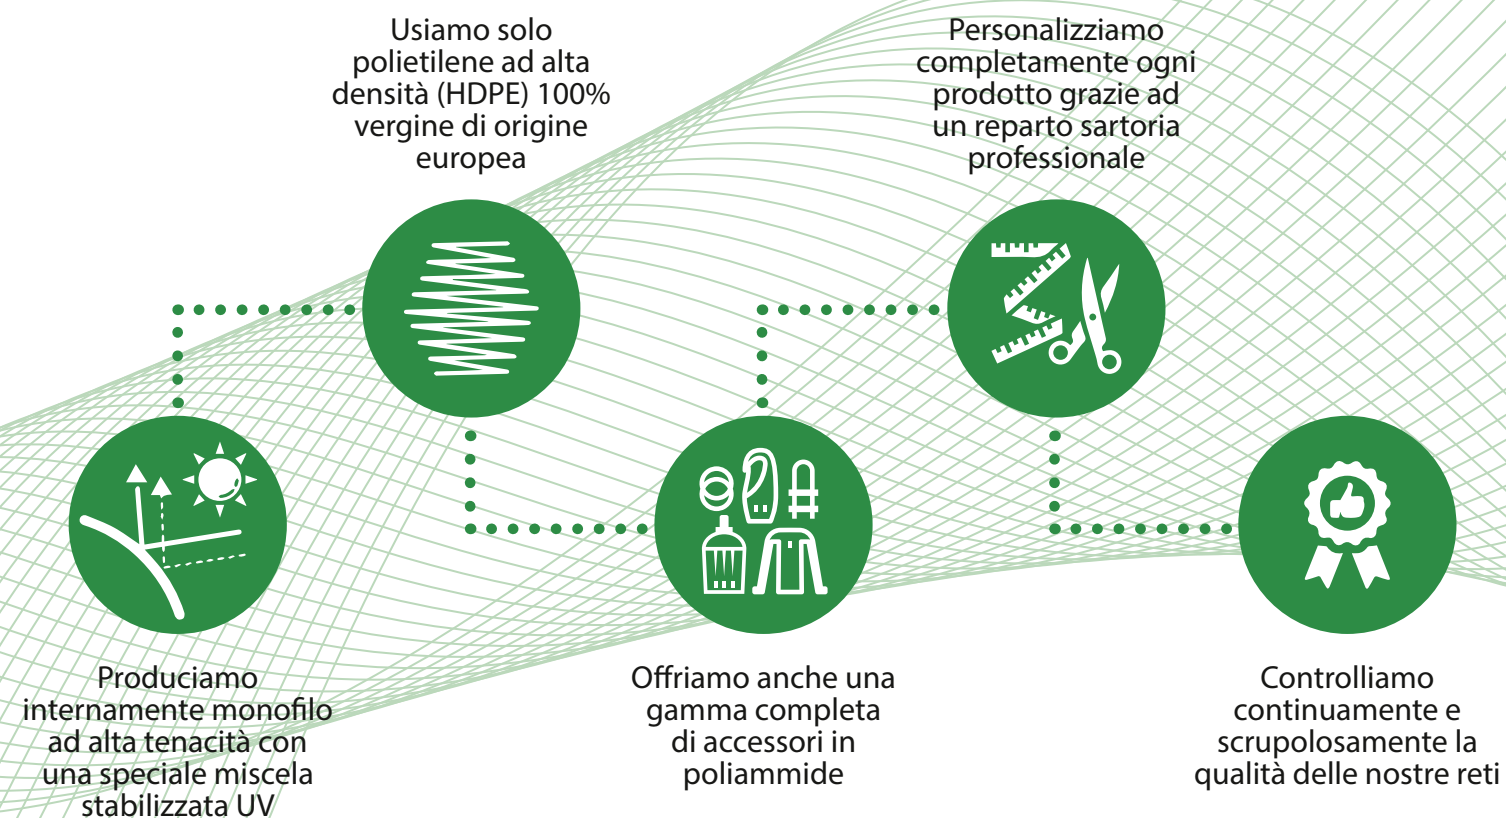 Usiamo solo
polietilene ad alta
densità (HDPE) 100%
vergine di origine
europea
Personalizziamo
completamente ogni
prodotto grazie ad
un reparto sartoria
professionale
Produciamo
internamente monofilo
ad alta tenacità con
una speciale miscela
stabilizzata UV
Offriamo anche una
gamma completa
di accessori in
poliammide
Controlliamo
continuamente e
scrupolosamente la
qualità delle nostre reti